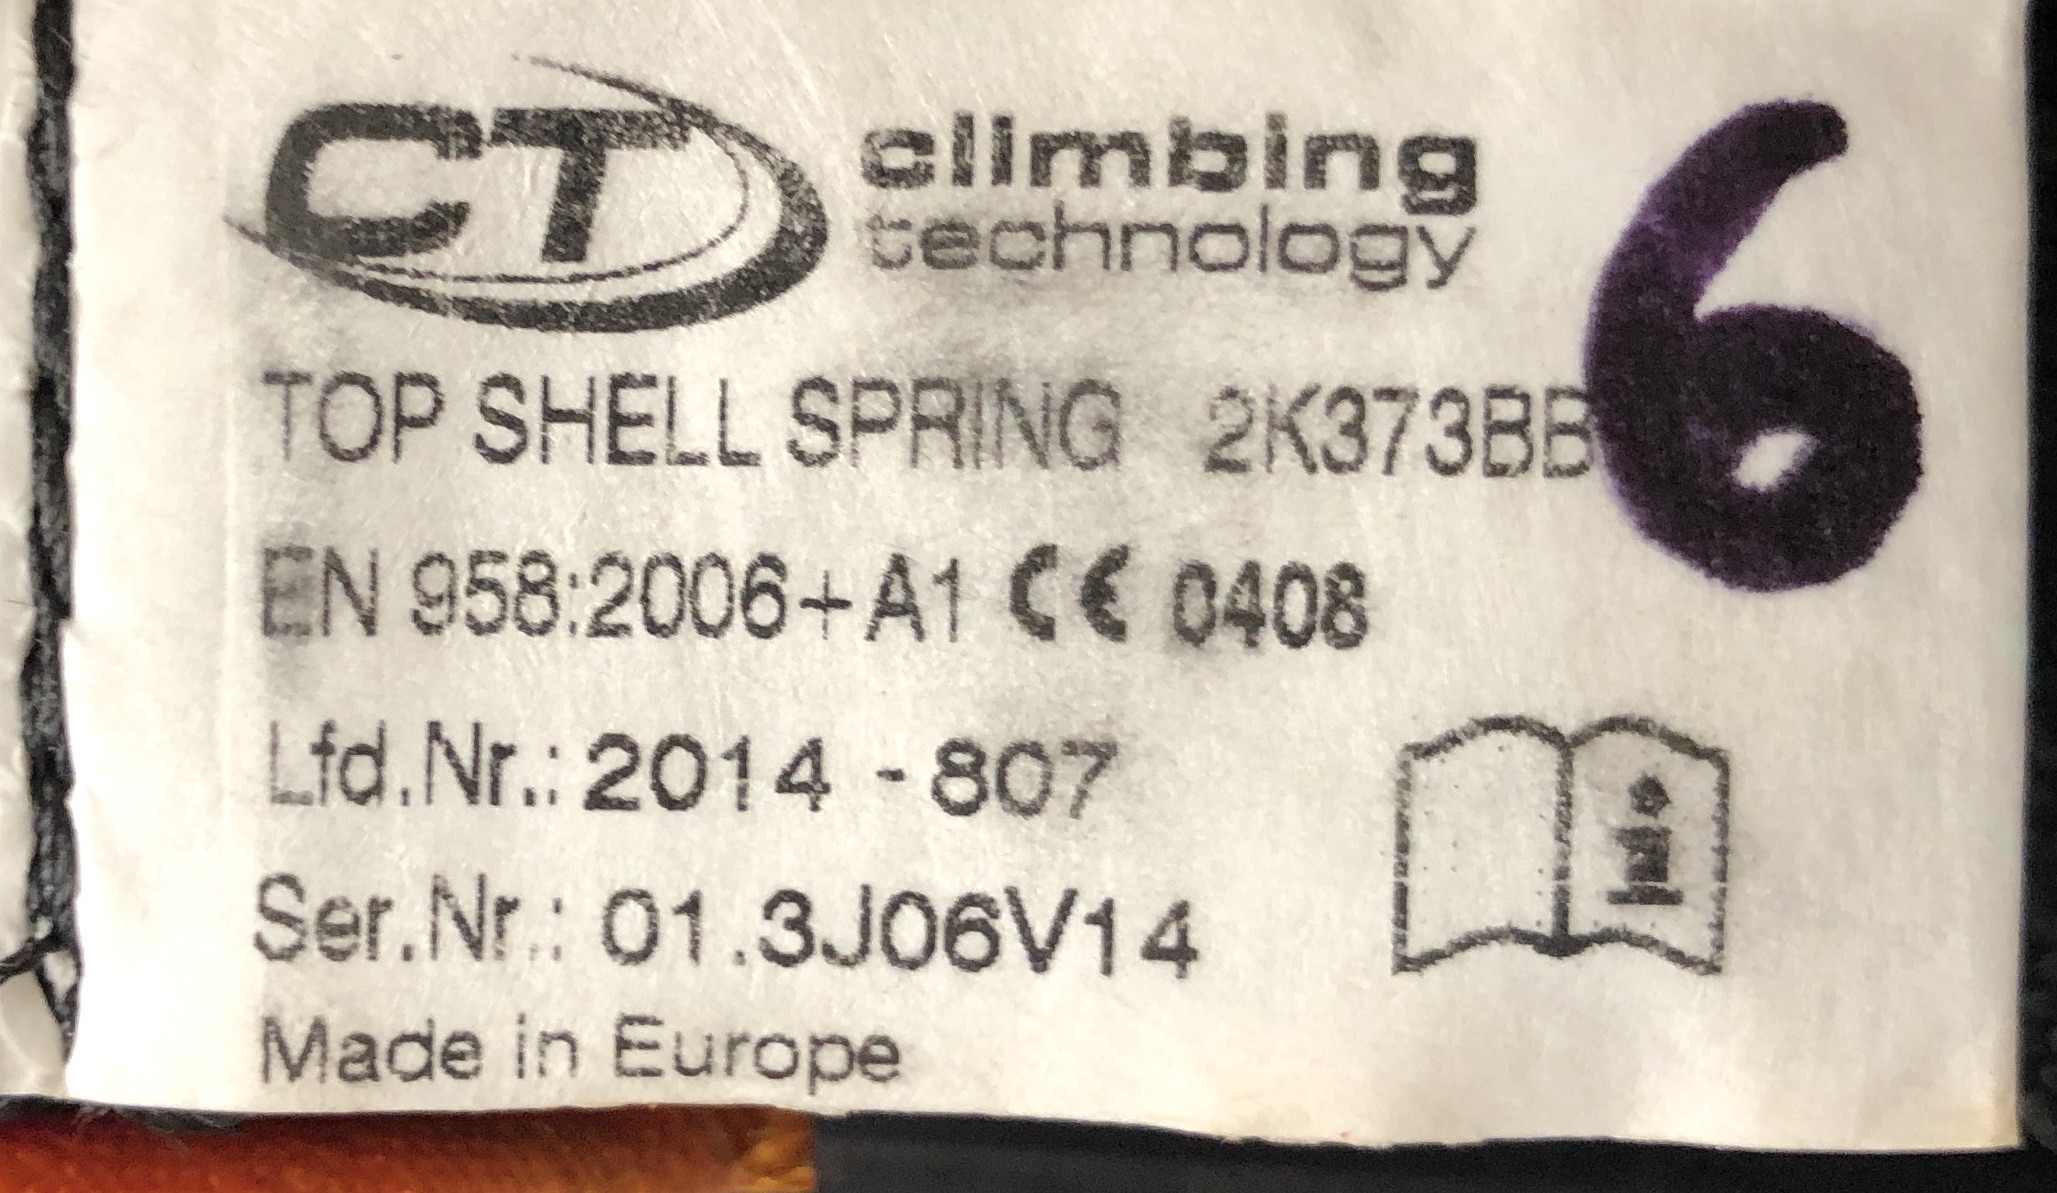 CT climbing
technology
6
TOP SHELL SPRING 2K373BB
EN 958:2006+A1 CE 0408
Lfd.Nr.: 2014 - 807
Ser.Nr.: 01.3J06V14
i
Made in Europe